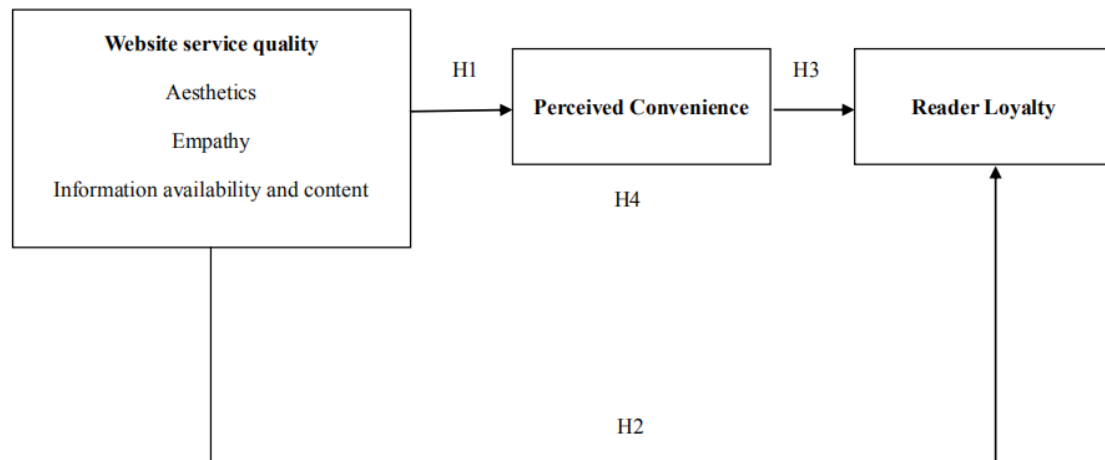 Website service quality
Aesthetics
Empathy
Information availability and content
H1
Perceived Convenience
H3
Reader Loyalty
H4
H2